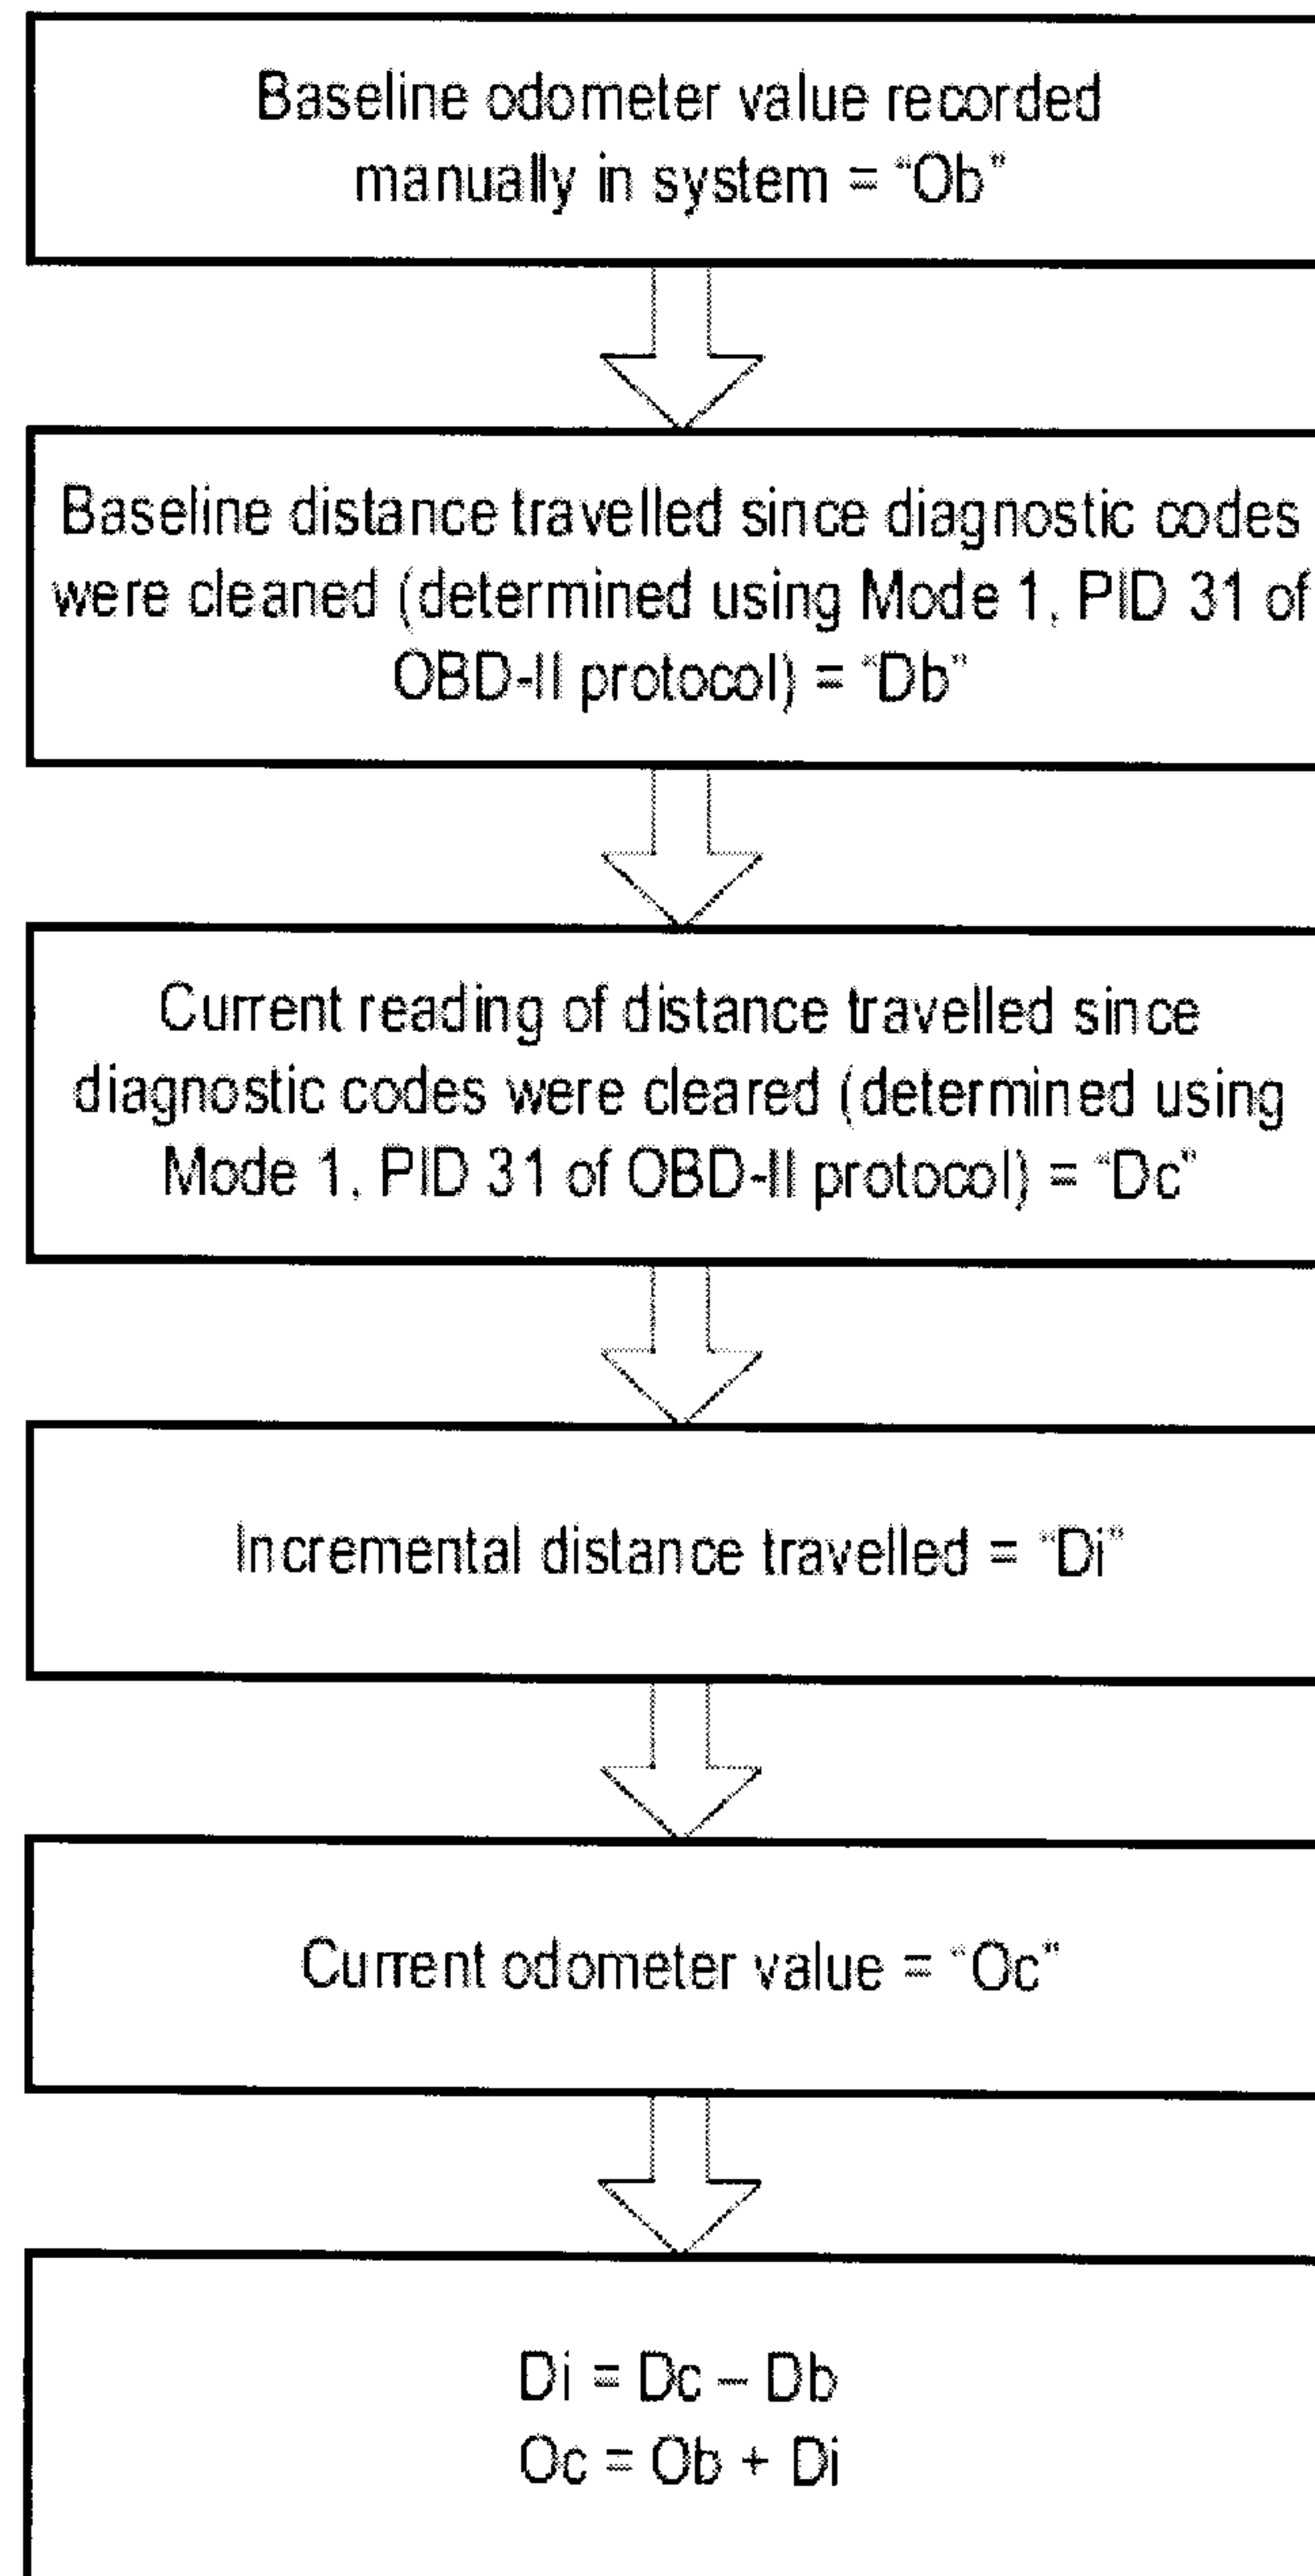 Baseline odometer value recorded
manually in system = “Ob”
Baseline distance travelled since diagnostic codes
were cleaned (determined using Mode 1, PID 31 of
OBD-II protocol) = “Db”
Current reading of distance travelled since
diagnostic codes were cleared (determined using
Mode 1, PID 31 of OBD-II protocol) = “Dc”
Incremental distance travelled = “Di”
Current odometer value = “Oc”
Di = Dc – Db
Oc = Ob + Di